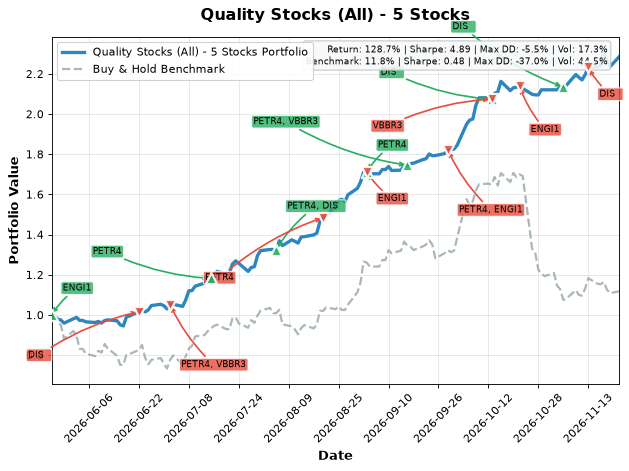 Quality Stocks (All) - 5 Stocks
DIS
Quality Stocks (All) - 5 Stocks Portfolio
Buy & Hold Benchmark
Return: 128.7% | Sharpe: 4.89 | Max DD: -5.5% | Vol: 17.3%
Benchmark: 11.8% | Sharpe: 0.48 | Max DD: -37.0% | Vol: 44.5%
DIS
DIS
PETR4, VBBR3
VBBR3
ENGI1
PETR4
ENGI1
PETR4, DIS
PETR4, ENGI1
PETR4
PETR4
ENGI1
DIS
PETR4, VBBR3
Portfolio Value
2.2
2.0
1.8
1.6
1.4
1.2
1.0
2026-06-06
2026-06-22
2026-07-08
2026-07-24
2026-08-09
2026-08-25
2026-09-10
2026-09-26
2026-10-12
2026-10-28
2026-11-13
Date